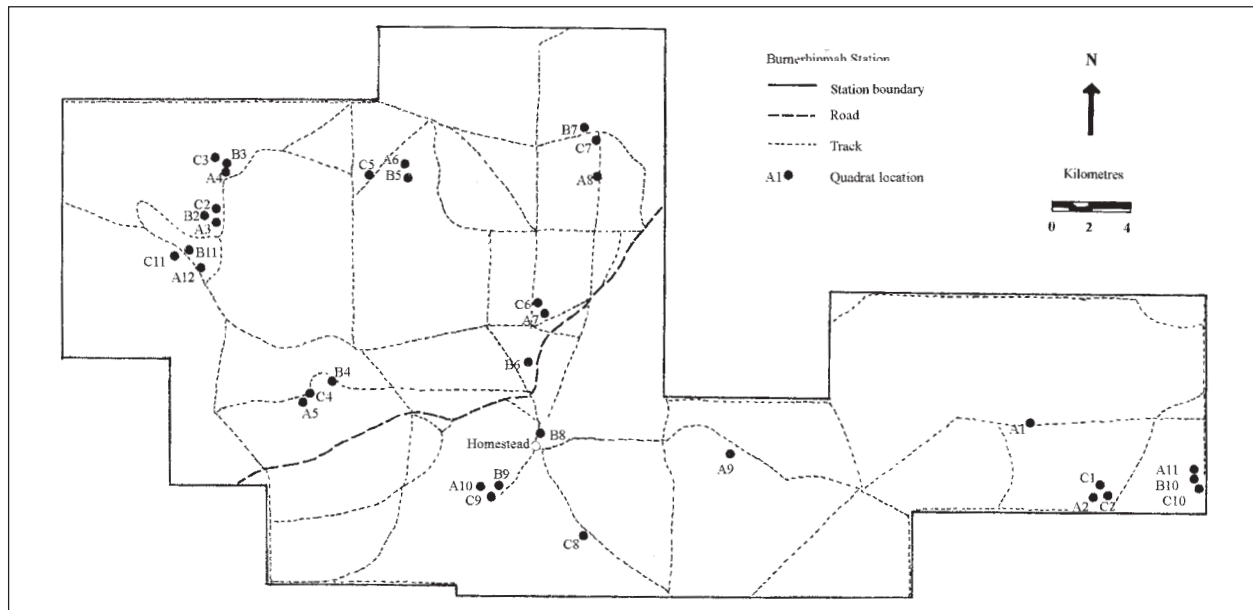 Burnerbinmah Station
N
Station boundary
Road
Track
A1 Quadrat location
Kilometres
0 2 4
B7
C7
A8
C3 B3
A4
A6
C5 B5
C2
B2
A3
B11
C11
A12
C6
A7
B6
B4
C4
A5
B8
Homestead
A9
A1
B9
A10
C9
C8
A11
C1 B10
A2 C2 C10